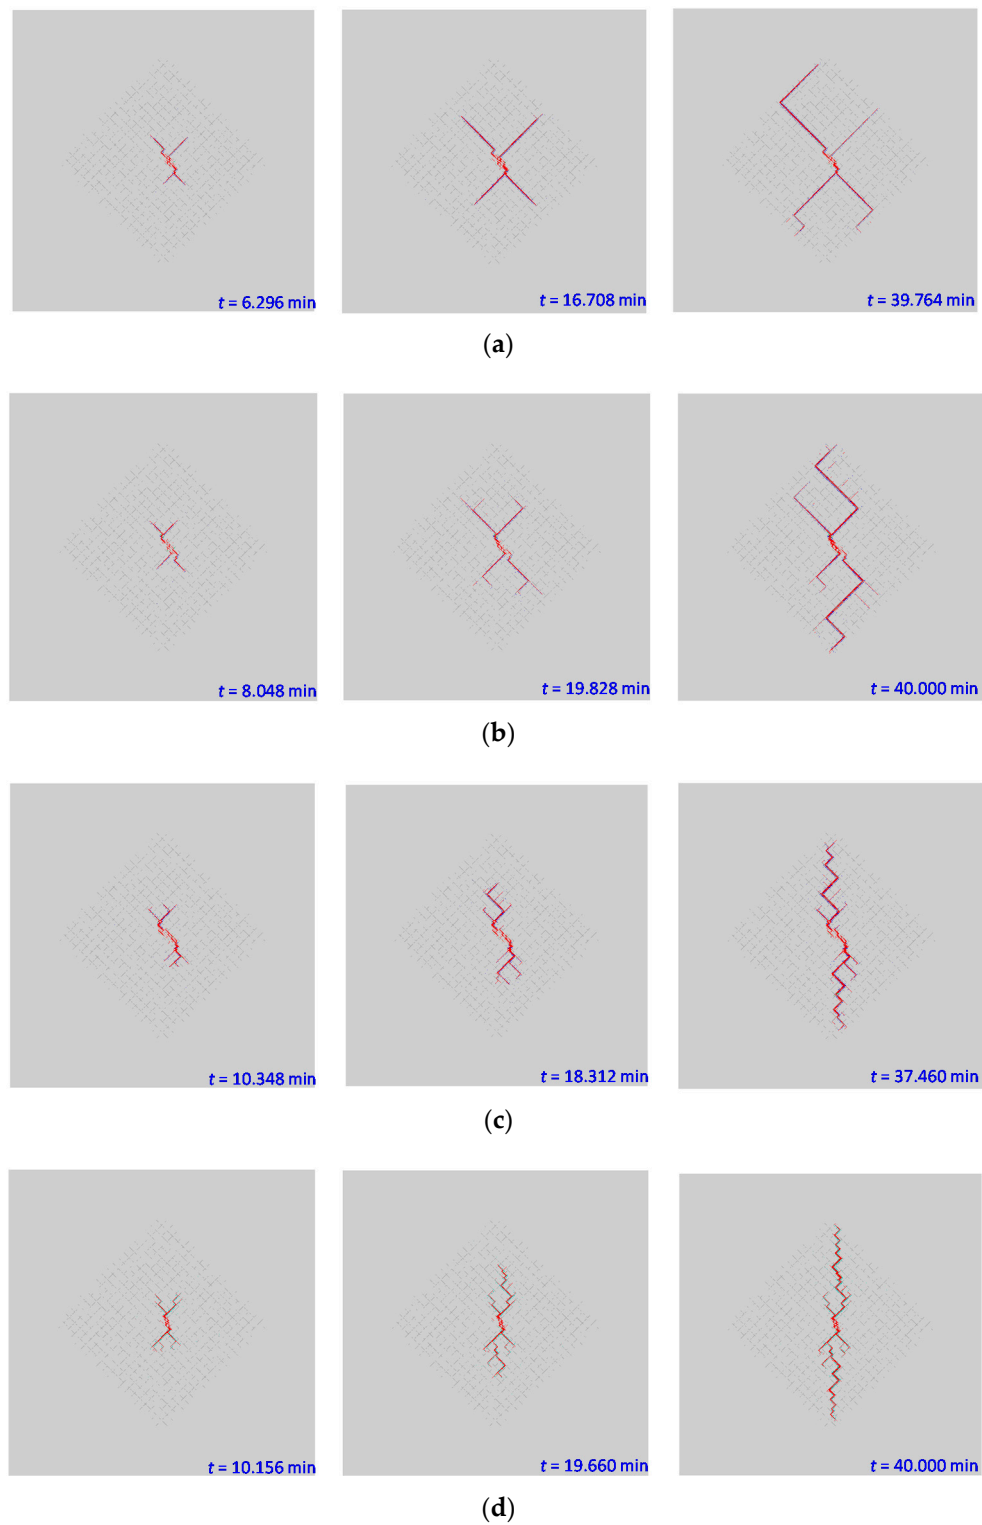 t = 6.296 min
t = 16.708 min
t = 39.764 min
(a)
t = 8.048 min
t = 19.828 min
t = 40.000 min
(b)
t = 10.348 min
t = 18.312 min
t = 37.460 min
(c)
t = 10.156 min
t = 19.660 min
t = 40.000 min
(d)